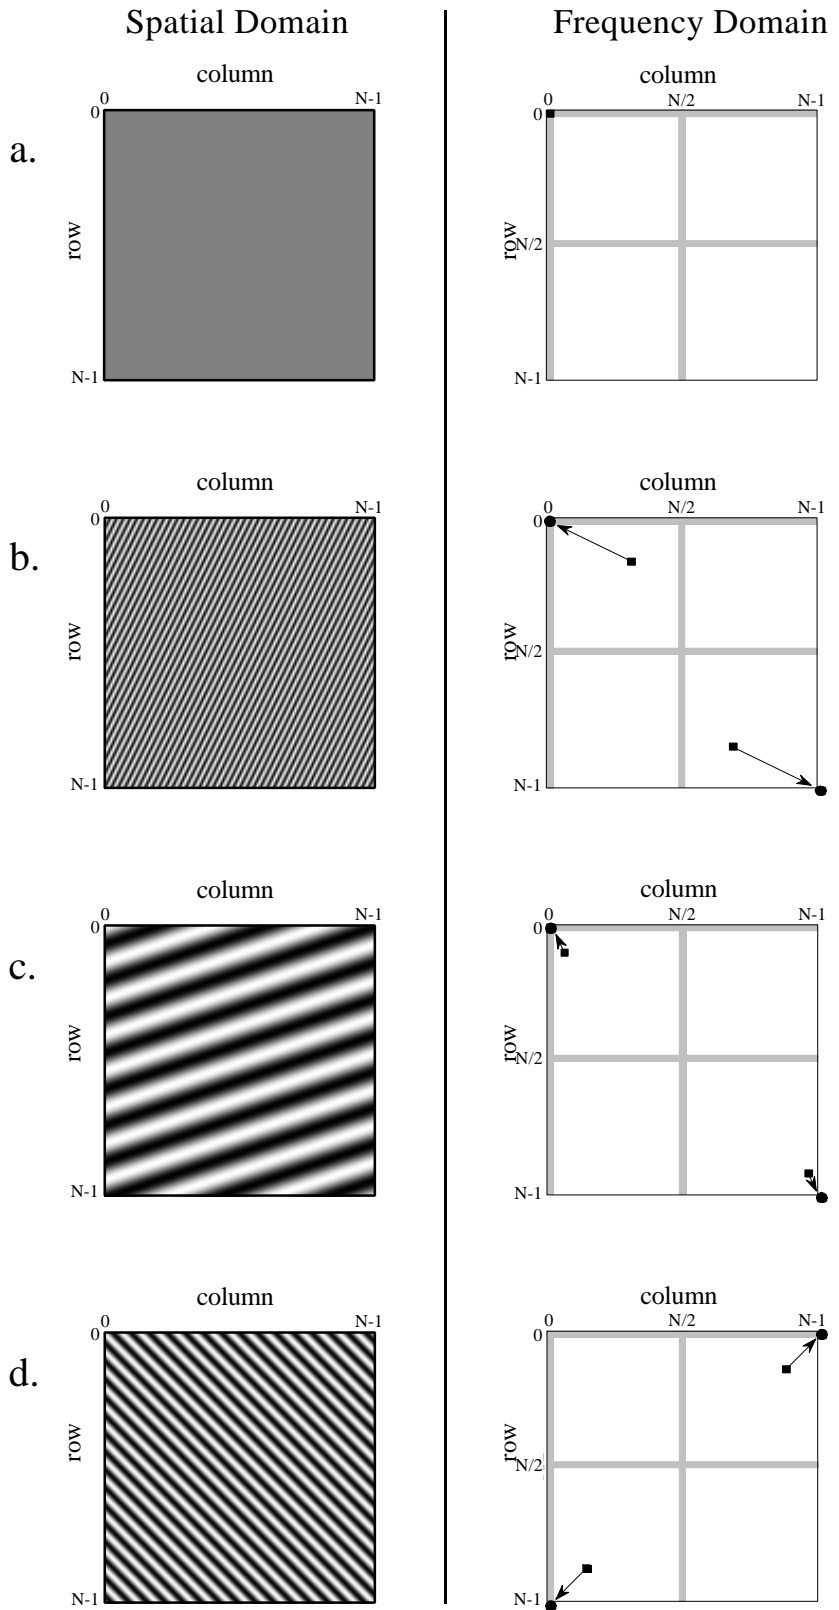 Spatial Domain
Frequency Domain
a.
column
0 N-1
0
row
N-1
column
0 N/2 N-1
0
row
N/2
N-1
b.
column
0 N-1
0
row
N-1
column
0 N/2 N-1
0
row
N/2
N-1
c.
column
0 N-1
0
row
N-1
column
0 N/2 N-1
0
row
N/2
N-1
d.
column
0 N-1
0
row
N-1
column
0 N/2 N-1
0
row
N/2
N-1